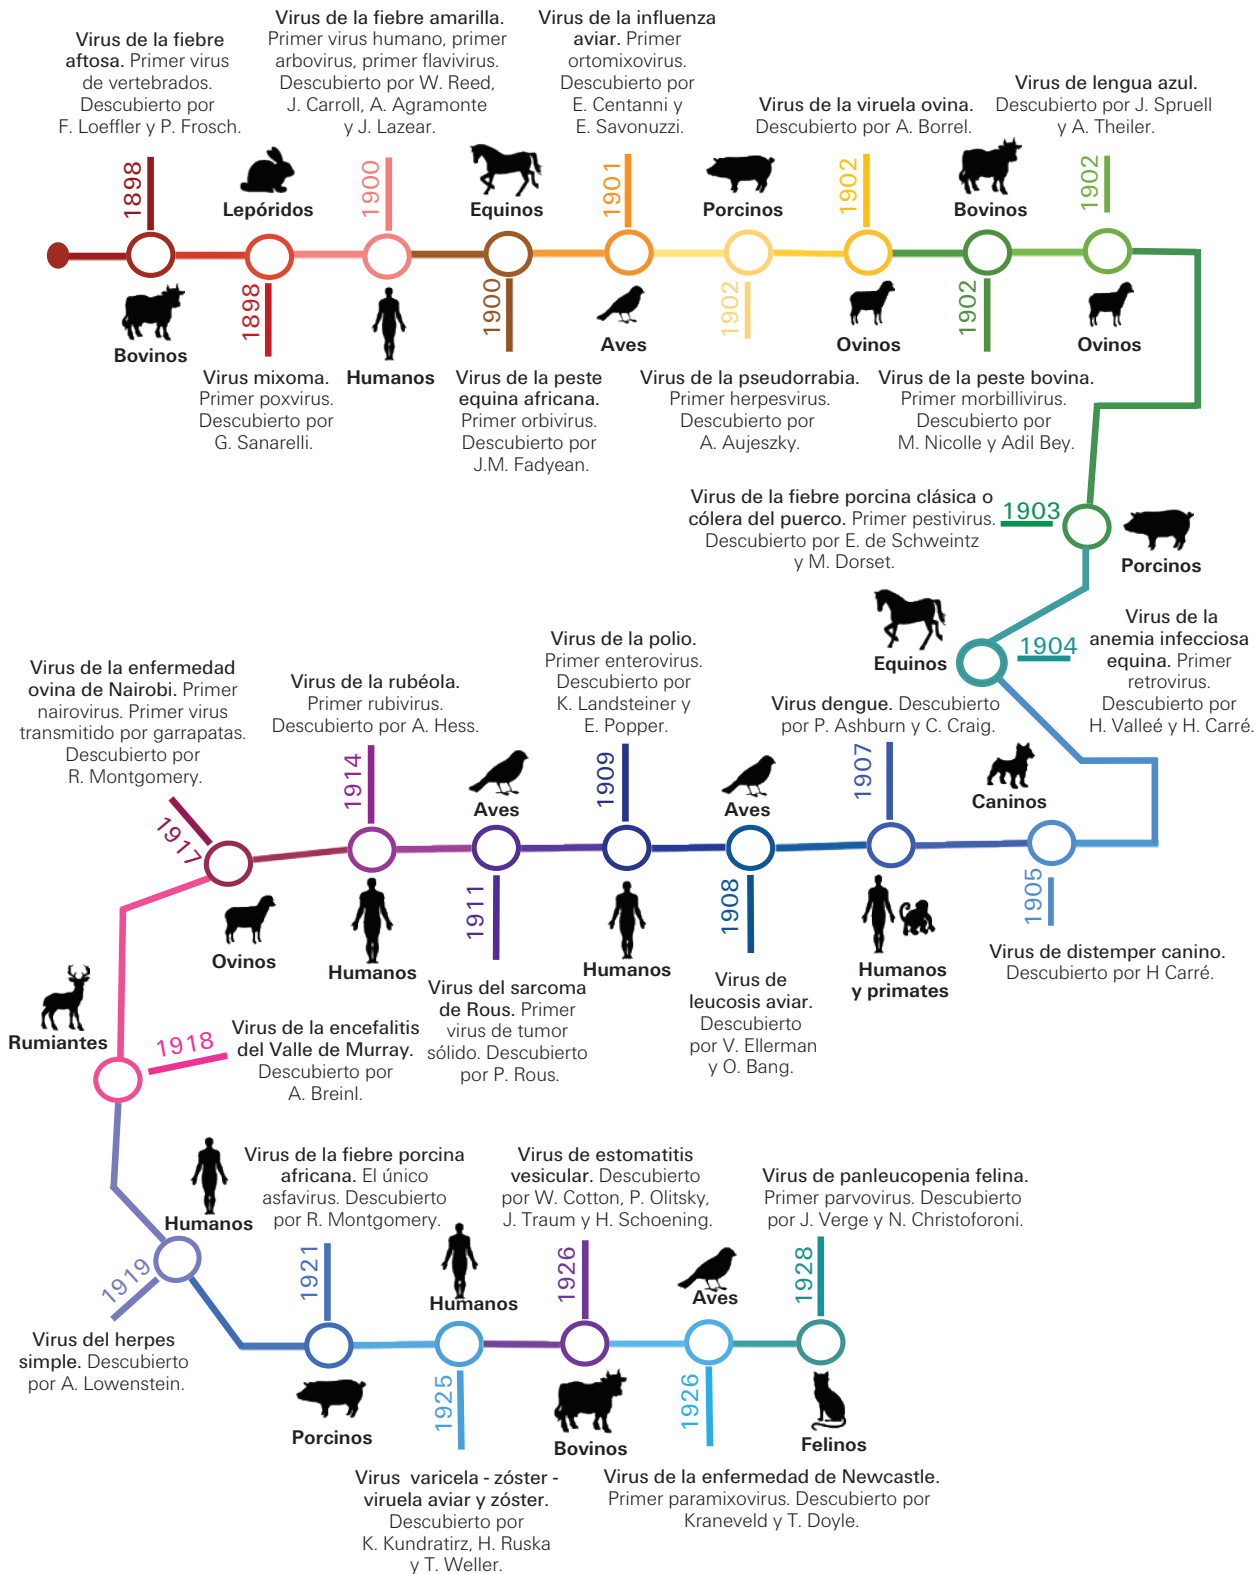 Virus de la fiebre
aftosa. Primer virus
de vertebrados.
Descubierto por
F. Loeffler y P. Frosch.
1898
Bovinos
Lepóridos
1898
Virus mixoma.
Primer poxvirus.
Descubierto por
G. Sanarelli.
Virus de la fiebre amarilla.
Primer virus humano, primer
arbovirus, primer flavivirus.
Descubierto por W. Reed,
J. Carroll, A. Agramonte
y J. Lazear.
1900
Humanos
Equinos
1900
Virus de la peste
equina africana.
Primer orbivirus.
Descubierto por
J.M. Fadyean.
Virus de la influenza
aviar. Primer
ortomixovirus.
Descubierto por
E. Centanni y
E. Savonuzzi.
1901
Aves
Porcinos
1902
Virus de la pseudorrabia.
Primer herpesvirus.
Descubierto por
A. Aujeszky.
Virus de la viruela ovina.
Descubierto por A. Borrel.
1902
Ovinos
Bovinos
1902
Virus de la peste bovina.
Primer morbillivirus.
Descubierto por
M. Nicolle y Adil Bey.
Virus de lengua azul.
Descubierto por J. Spruell
y A. Theiler.
1902
Ovinos
Virus de la fiebre porcina clásica o
cólera del puerco. Primer pestivirus.
Descubierto por E. de Schweintz
y M. Dorset.
1903
Porcinos
Equinos
1904
Virus de la
anemia infecciosa
equina. Primer
retrovirus.
Descubierto por
H. Valleé y H. Carré.
Caninos
1905
Virus de distemper canino.
Descubierto por H Carré.
Virus dengue. Descubierto
por P. Ashburn y C. Craig.
1907
Humanos
y primates
Aves
1908
Virus de
leucosis aviar.
Descubierto
por V. Ellerman
y O. Bang.
Virus de la polio.
Primer enterovirus.
Descubierto por
K. Landsteiner y
E. Popper.
1909
Humanos
Aves
1911
Virus del sarcoma
de Rous. Primer
virus de tumor
sólido. Descubierto
por P. Rous.
Virus de la rubéola.
Primer rubivirus.
Descubierto por A. Hess.
1914
Humanos
Virus de la enfermedad
ovina de Nairobi. Primer
nairovirus. Primer virus
transmitido por garrapatas.
Descubierto por
R. Montgomery.
1917
Ovinos
Rumiantes
1918
Virus de la encefalitis
del Valle de Murray.
Descubierto por
A. Breinl.
Humanos
1919
Virus del herpes
simple. Descubierto
por A. Lowenstein.
Virus de la fiebre porcina
africana. El único
asfavirus. Descubierto
por R. Montgomery.
1921
Porcinos
Humanos
1925
Virus varicela - zóster -
viruela aviar y zóster.
Descubierto por
K. Kundratirz, H. Ruska
y T. Weller.
Virus de estomatitis
vesicular. Descubierto
por W. Cotton, P. Olitsky,
J. Traum y H. Schoening.
1926
Bovinos
Aves
1926
Virus de la enfermedad de Newcastle.
Primer paramixovirus. Descubierto por
Kraneveld y T. Doyle.
Virus de panleucopenia felina.
Primer parvovirus. Descubierto
por J. Verge y N. Christoforoni.
1928
Felinos